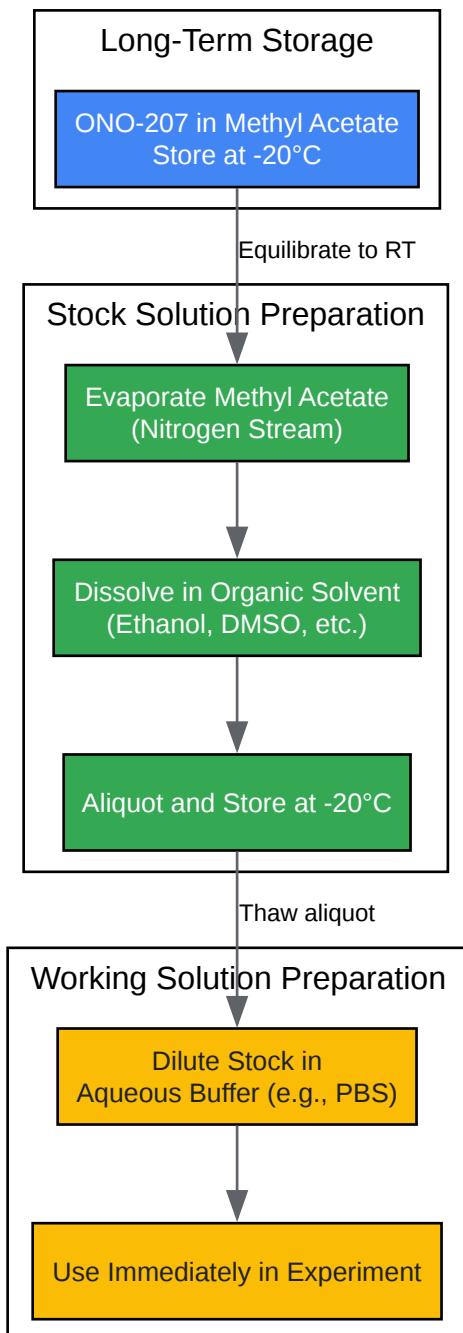 Long-Term Storage
ONO-207 in Methyl Acetate
Store at -20°C
Equilibrate to RT
Stock Solution Preparation
Evaporate Methyl Acetate
(Nitrogen Stream)
Dissolve in Organic Solvent
(Ethanol, DMSO, etc.)
Aliquot and Store at -20°C
Thaw aliquot
Working Solution Preparation
Dilute Stock in
Aqueous Buffer (e.g., PBS)
Use Immediately in Experiment